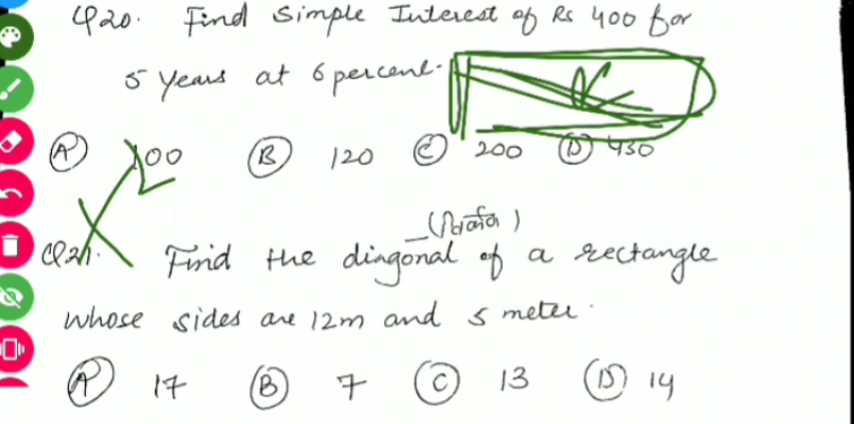 Q20. Find Simple Interest of Rs 400 for
5 years at 6 percent.
(A) 100 (B) 120 (C) 200 (D) 450
(विकर्ण)
Q21. Find the diagonal of a rectangle
whose sides are 12m and 5 meter.
(A) 17 (B) 7 (C) 13 (D) 14